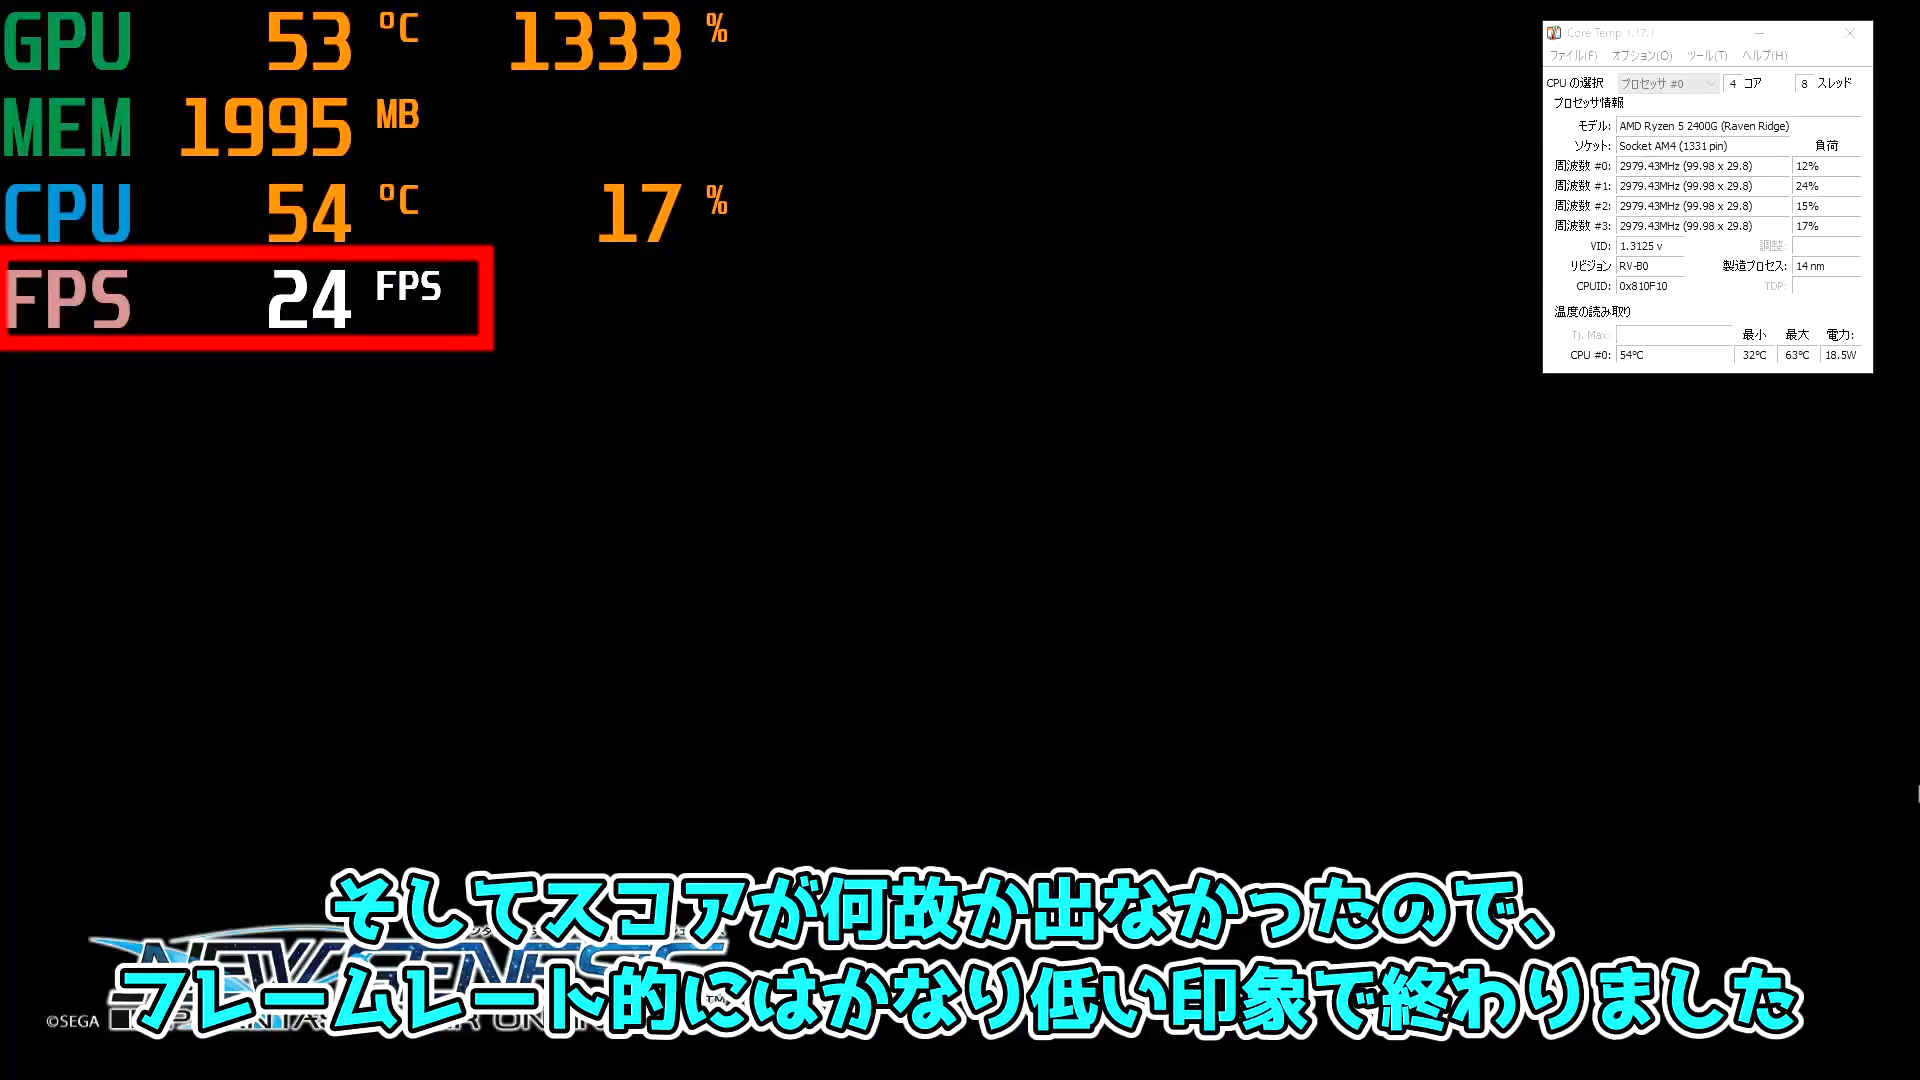 GPU 53 °C 1333 %
MEM 1995 MB
CPU 54 °C 17 %
FPS 24 FPS
Core Temp 1.17.1
ファイル(F) オプション(O) ツール(T) ヘルプ(H)
CPU の選択 プロセッサ #0 4 コア 8 スレッド
プロセッサ情報
モデル: AMD Ryzen 5 2400G (Raven Ridge)
ソケット: Socket AM4 (1331 pin) 負荷
周波数 #0: 2979.43MHz (99.98 x 29.8) 12%
周波数 #1: 2979.43MHz (99.98 x 29.8) 24%
周波数 #2: 2979.43MHz (99.98 x 29.8) 15%
周波数 #3: 2979.43MHz (99.98 x 29.8) 17%
VID: 1.3125 v 調整:
リビジョン RV-B0 製造プロセス: 14 nm
CPUID: 0x810F10 TDP:
温度の読み取り
Tj. Max: 最小 最大 電力:
CPU #0: 54°C 32°C 63°C 18.5W
そしてスコアが何故か出なかったので、
フレームレート的にはかなり低い印象で終わりました
NEW GENESIS
©SEGA